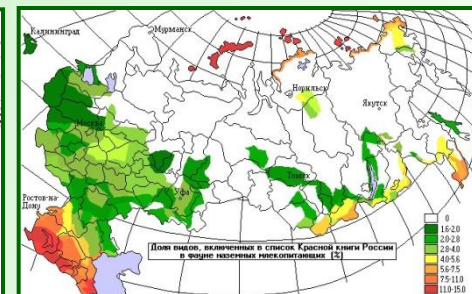 Калининград
Мурманск
Норильск
Якутск
Москва
Уфа
Томск
Ростов-на-
Дону
Доля видов, включенных в список Красной книги России
в фауне наземных млекопитающих (%)
0
1.6-2.0
2.0-2.8
2.8-4.0
4.0-5.6
5.6-7.5
7.5-11.0
11.0-15.0